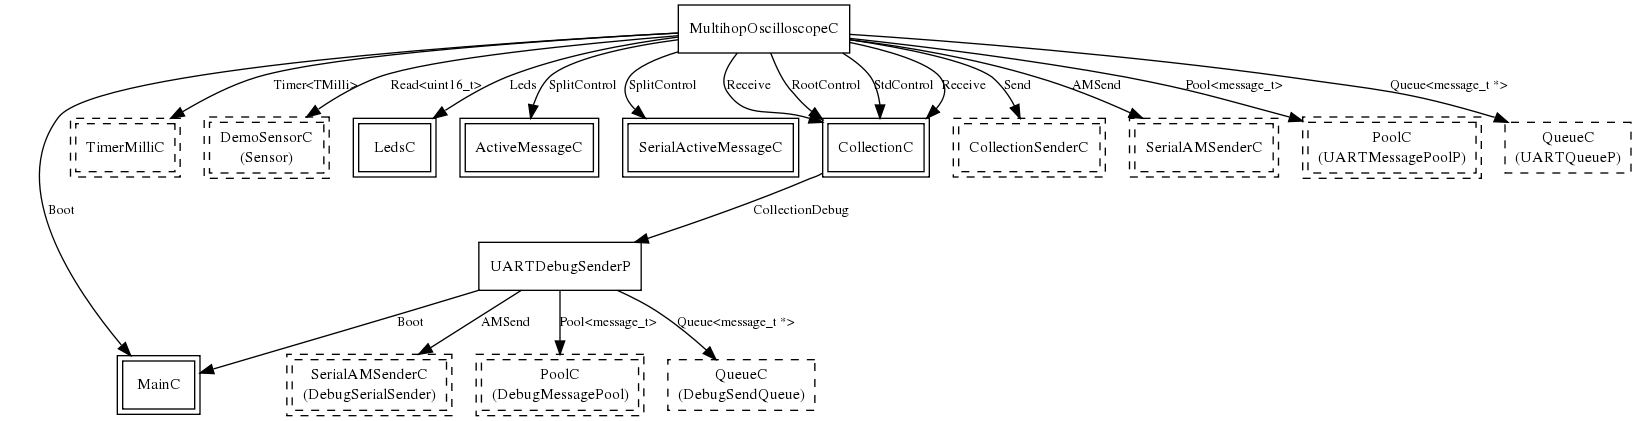 MultihopOscilloscopeC
Timer<TMilli>
Read<uint16_t>
Leds
SplitControl
SplitControl
Receive
RootControl
StdControl
Receive
Send
AMSend
Pool<message_t>
Queue<message_t *>
TimerMilliC
DemoSensorC
(Sensor)
LedsC
ActiveMessageC
SerialActiveMessageC
CollectionC
CollectionSenderC
SerialAMSenderC
PoolC
(UARTMessagePoolP)
QueueC
(UARTQueueP)
Boot
CollectionDebug
UARTDebugSenderP
Boot
AMSend
Pool<message_t>
Queue<message_t *>
MainC
SerialAMSenderC
(DebugSerialSender)
PoolC
(DebugMessagePool)
QueueC
(DebugSendQueue)